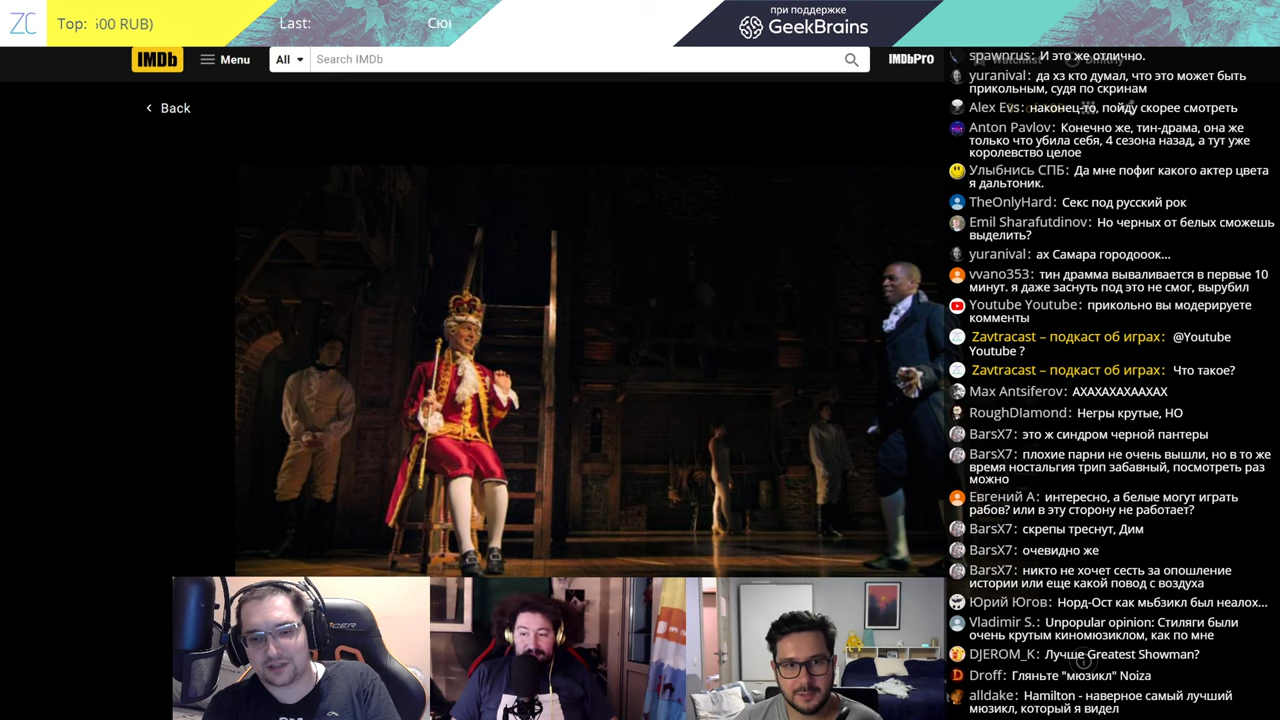 ZC
Top: 500 RUB)
Last:
Сюı
при поддержке
GeekBrains
IMDb
Menu
All
Search IMDb
IMDbPro
Back
spawnrus: И это же отлично.
yuranival: да хз кто думал, что это может быть
прикольным, судя по скринам
Alex Evs: наконец-то, пойду скорее смотреть
Anton Pavlov: Конечно же, тин-драма, она же
только что убила себя, 4 сезона назад, а тут уже
королевство целое
Улыбнись СПБ: Да мне пофиг какого актер цвета
я дальтоник.
TheOnlyHard: Секс под русский рок
Emil Sharafutdinov: Но черных от белых сможешь
выделить?
yuranival: ах Самара городооок...
vvano353: тин драмма вываливается в первые 10
минут. я даже заснуть под это не смог, вырубил
Youtube Youtube: прикольно вы модерируете
комменты
Zavtracast – подкаст об играх: @Youtube
Youtube ?
Zavtracast – подкаст об играх: Что такое?
Max Antsiferov: АХАХАХАХААХАХ
RoughDIamond: Негры крутые, НО
BarsX7: это ж синдром черной пантеры
BarsX7: плохие парни не очень вышли, но в то же
время ностальгия трип забавный, посмотреть раз
можно
Евгений А: интересно, а белые могут играть
рабов? или в эту сторону не работает?
BarsX7: скрепы треснут, Дим
BarsX7: очевидно же
BarsX7: никто не хочет сесть за опошление
истории или еще какой повод с воздуха
Юрий Югов: Норд-Ост как мьбзикл был неалох...
Vladimir S.: Unpopular opinion: Стиляги были
очень крутым киномюзиклом, как по мне
DJEROM_K: Лучше Greatest Showman?
Droff: Гляньте "мюзикл" Noiza
alldake: Hamilton - наверное самый лучший
мюзикл, который я видел